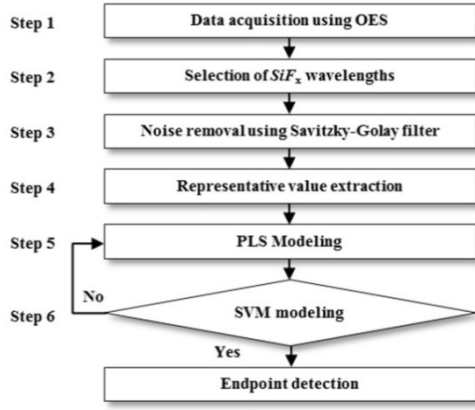 Step 1 Data acquisition using OES
Step 2 Selection of SiFx wavelengths
Step 3 Noise removal using Savitzky-Golay filter
Step 4 Representative value extraction
Step 5 PLS Modeling
No
Step 6 SVM modeling
Yes
Endpoint detection